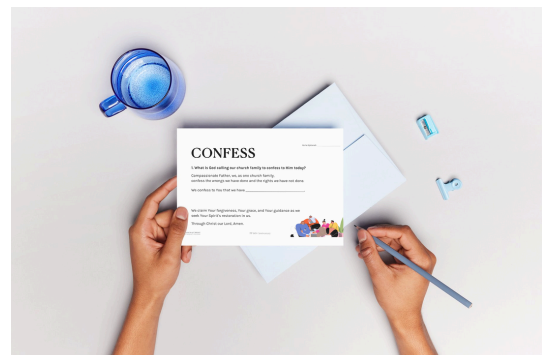 CONFESS
1. What is God calling our church family to confess to Him today?
Compassionate Father, we, as one church family,
confess the wrongs we have done and the rights we have not done.
We confess to You that we have
We claim Your forgiveness, Your grace, and Your guidance as we
seek Your Spirit's restoration in us.
Through Christ our Lord, Amen.